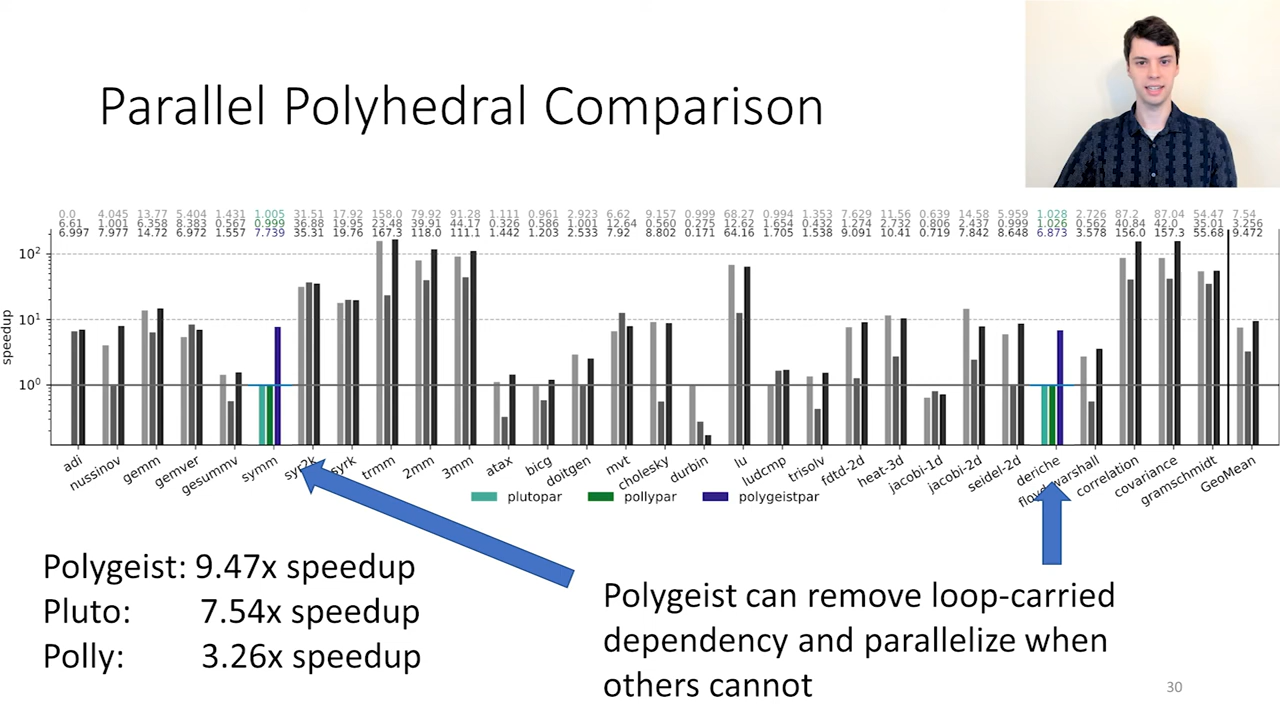 Parallel Polyhedral Comparison
0.0 4.045 13.77 5.404 1.431 1.005 31.51 17.92 158.0 79.92 91.28 1.111 0.961 2.923 6.62 9.157 0.999 68.27 0.994 1.353 7.629 11.56 0.639 14.58 5.959 1.028 2.726 87.2 87.04 54.47 7.54
6.61 1.001 6.358 8.383 0.567 0.999 36.88 19.95 23.48 39.91 44.17 0.326 0.586 1.001 12.64 0.560 0.275 12.62 1.654 0.432 1.274 2.724 0.802 2.437 0.999 1.026 0.562 40.84 42.0 35.01 3.256
6.997 7.977 14.72 6.972 1.557 7.739 35.31 19.76 167.3 118.0 111.1 1.442 1.203 2.533 7.92 8.802 0.171 64.16 1.705 1.538 9.091 10.41 0.719 7.842 8.648 6.873 3.578 156.0 157.3 55.68 9.472
10²
10¹
10⁰
speedup
adi nussinov gemm gemver gesummv symm syr2k syrk trmm 2mm 3mm atax bicg doitgen mvt cholesky durbin lu ludcmp trisolv fdtd-2d heat-3d jacobi-1d jacobi-2d seidel-2d deriche correlation covariance gramschmidt GeoMean
plutopar pollypar polygeistpar
Polygeist: 9.47x speedup
Pluto: 7.54x speedup
Polly: 3.26x speedup
Polygeist can remove loop-carried
dependency and parallelize when
others cannot
30